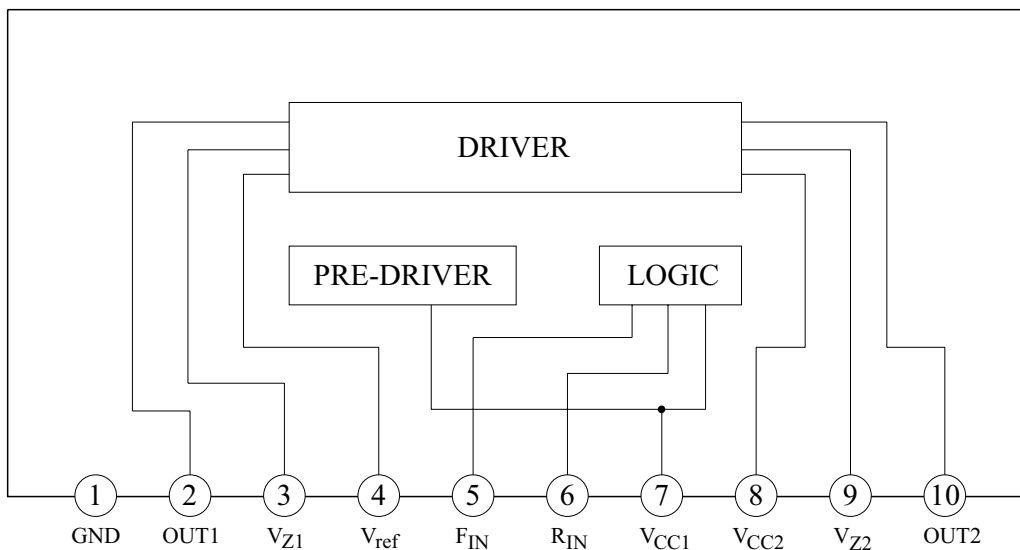 DRIVER
PRE-DRIVER LOGIC
1 2 3 4 5 6 7 8 9 10
GND OUT1 VZ1 Vref FIN RIN VCC1 VCC2 VZ2 OUT2